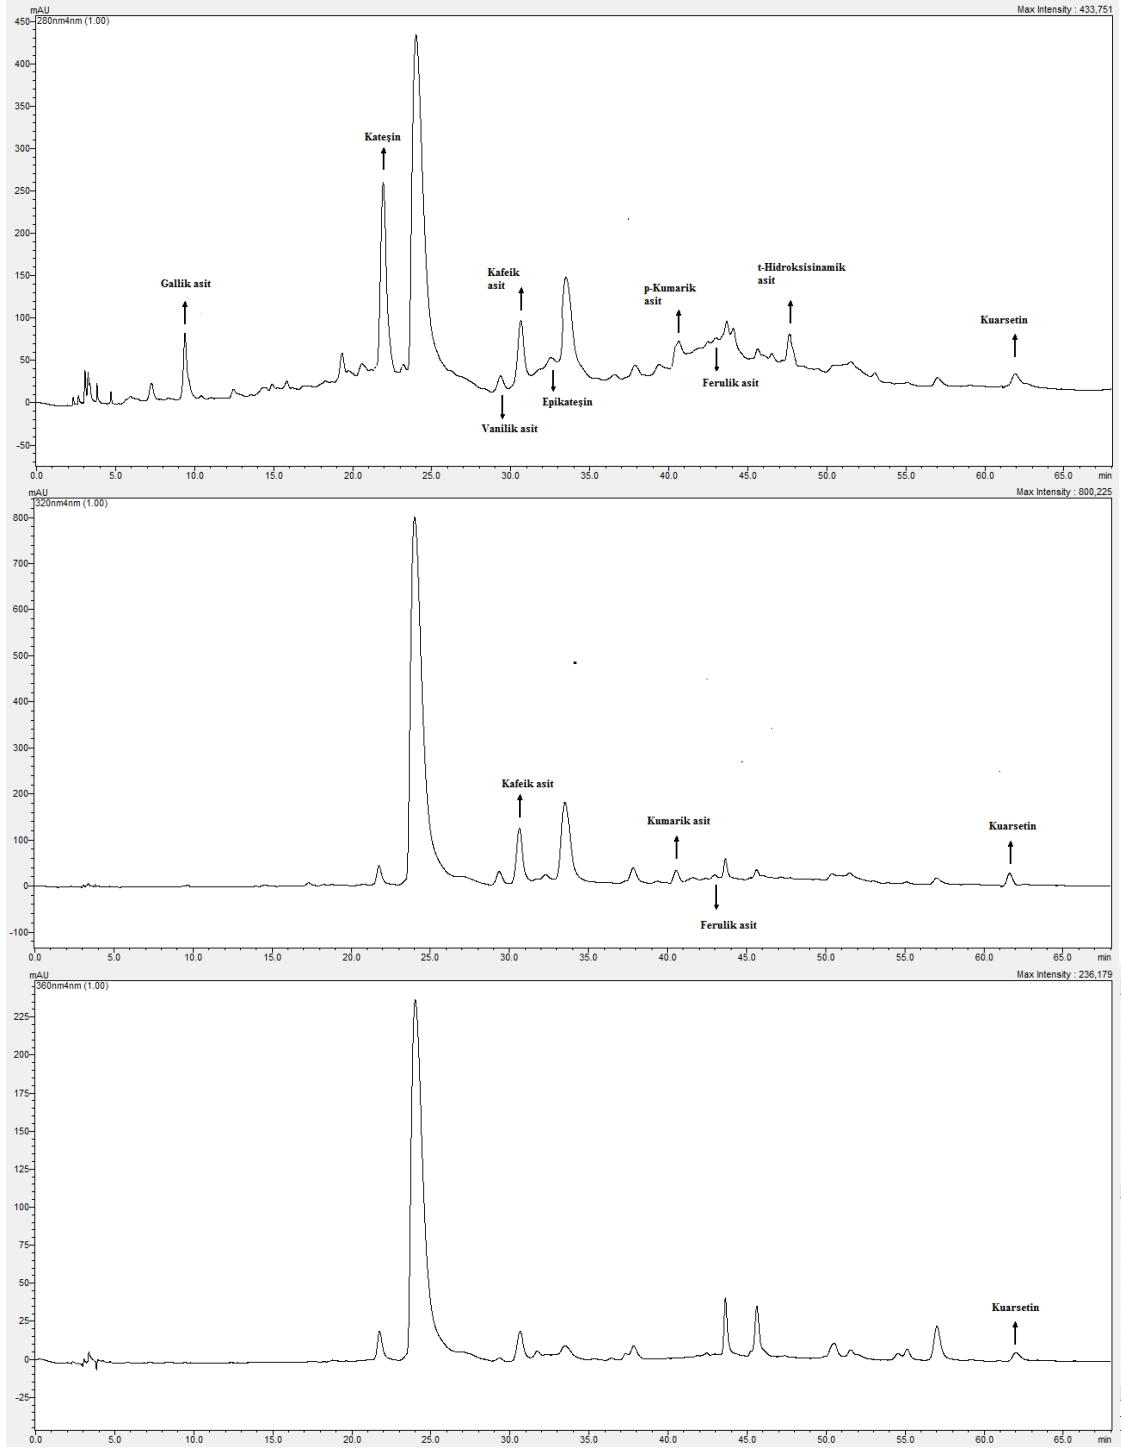 mAU
Max Intensity : 433,751
450
280nm4nm (1.00)
400
350
300
250
200
150
100
50
0
-50
Kateşin
Gallik asit
Kafeik
asit
p-Kumarik
asit
t-Hidroksisinamik
asit
Kuarsetin
Ferulik asit
Epikateşin
Vanilik asit
0.0 5.0 10.0 15.0 20.0 25.0 30.0 35.0 40.0 45.0 50.0 55.0 60.0 65.0 min
mAU
Max Intensity : 800,225
320nm4nm (1.00)
800
700
600
500
400
300
200
100
0
-100
Kafeik asit
Kumarik asit
Kuarsetin
Ferulik asit
0.0 5.0 10.0 15.0 20.0 25.0 30.0 35.0 40.0 45.0 50.0 55.0 60.0 65.0 min
mAU
Max Intensity : 236,179
360nm4nm (1.00)
225
200
175
150
125
100
75
50
25
0
-25
Kuarsetin
0.0 5.0 10.0 15.0 20.0 25.0 30.0 35.0 40.0 45.0 50.0 55.0 60.0 65.0 min